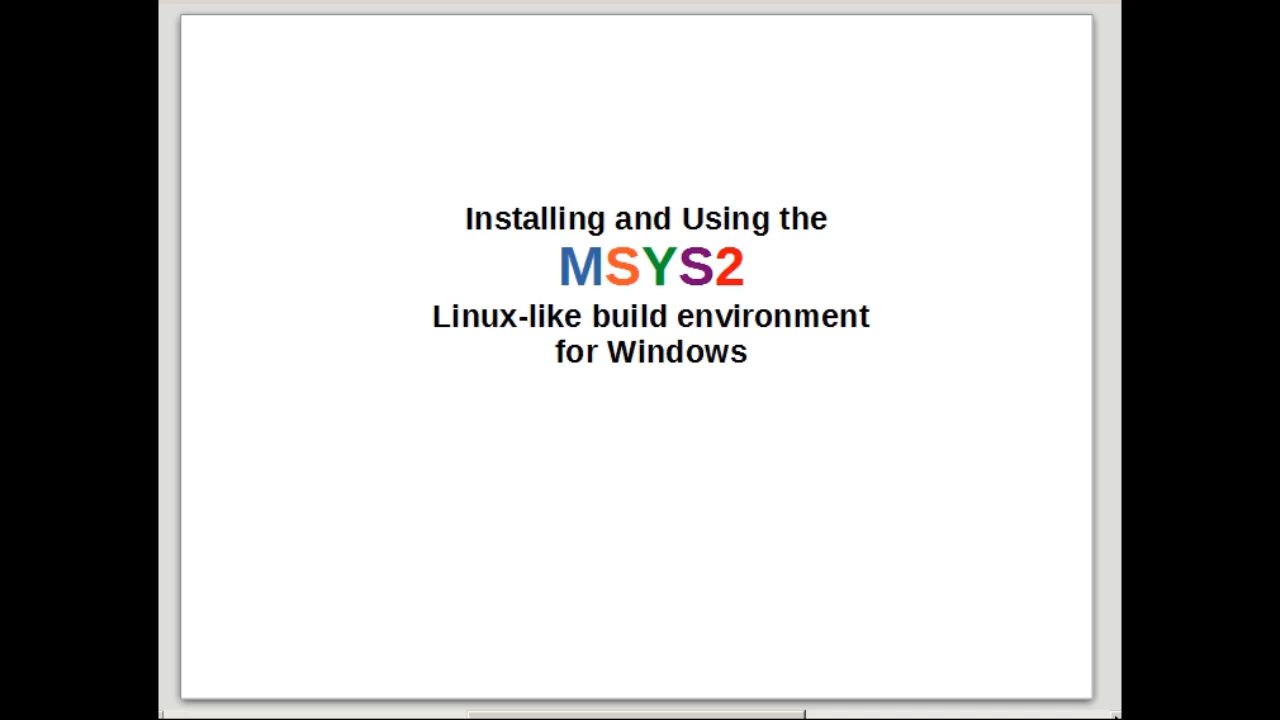 Installing and Using the
MSYS2
Linux-like build environment
for Windows